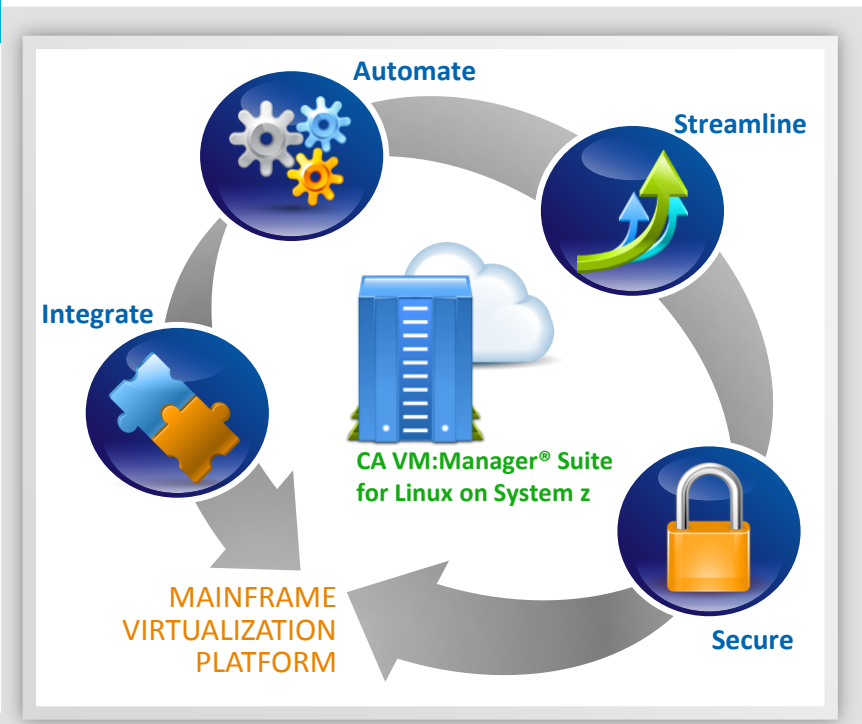 Automate
Streamline
Integrate
CA VM:Manager® Suite
for Linux on System z
MAINFRAME
VIRTUALIZATION
PLATFORM
Secure